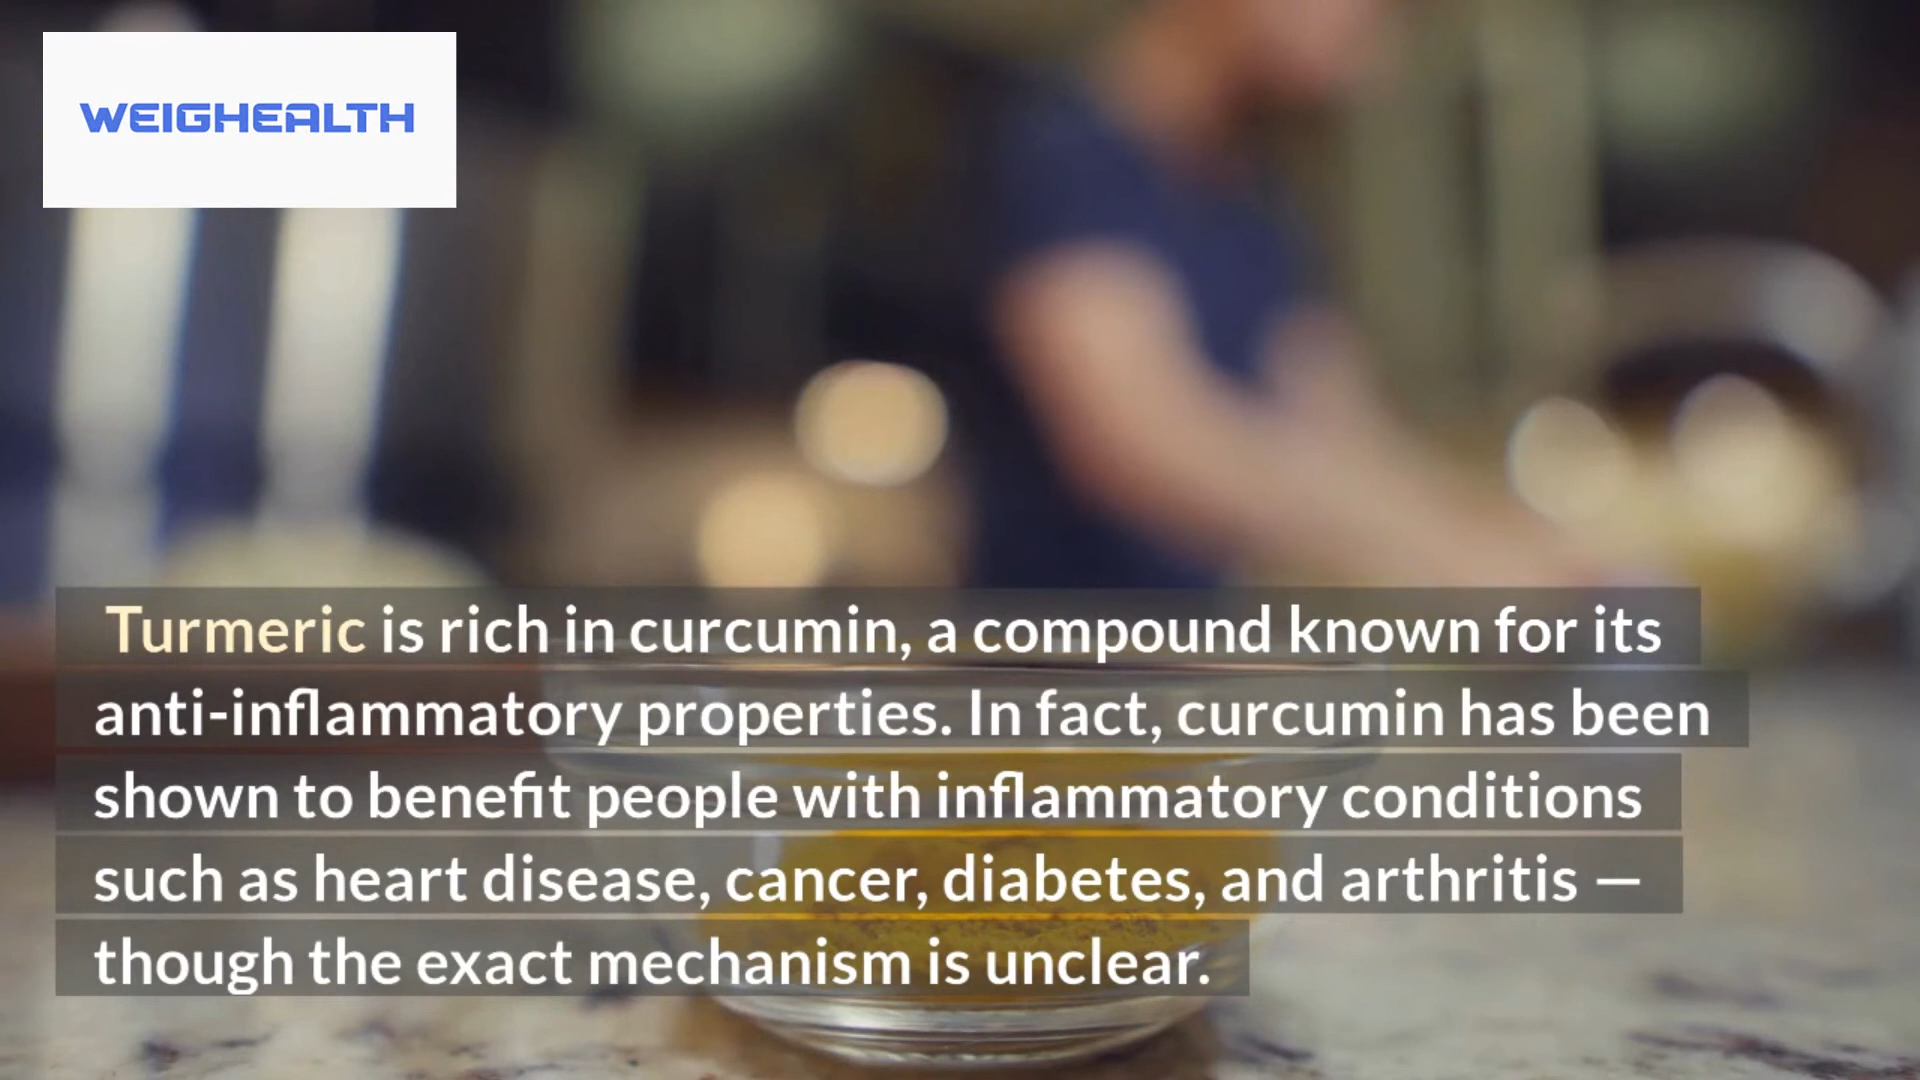 WEIGHEALTH
Turmeric is rich in curcumin, a compound known for its
anti-inflammatory properties. In fact, curcumin has been
shown to benefit people with inflammatory conditions
such as heart disease, cancer, diabetes, and arthritis —
though the exact mechanism is unclear.